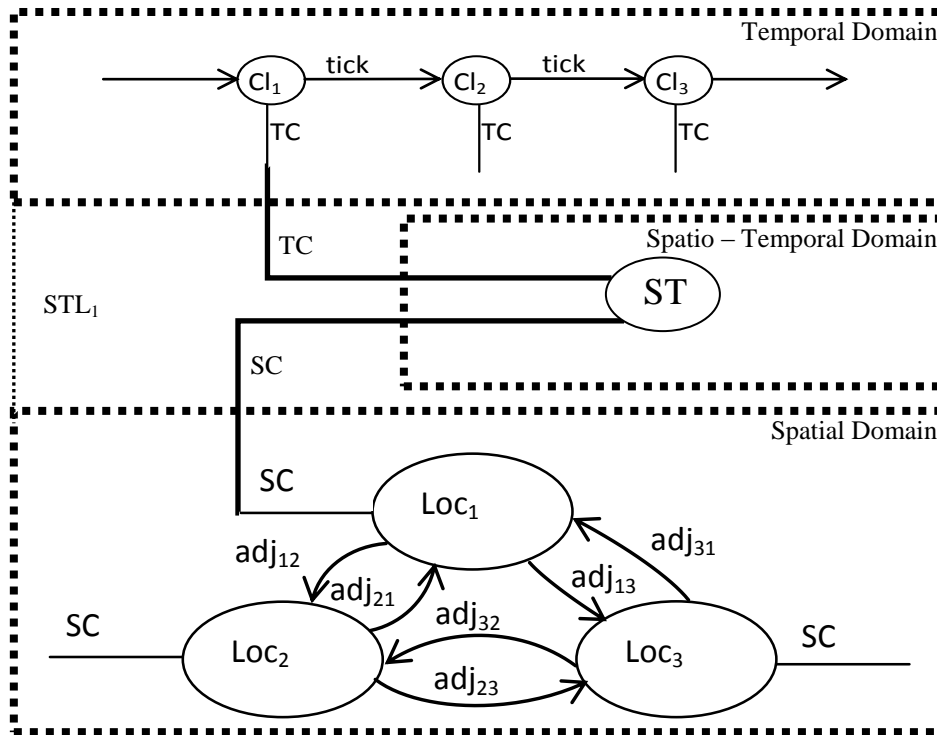 Temporal Domain
tick
tick
Cl₁
Cl₂
Cl₃
TC
TC
TC
TC
Spatio – Temporal Domain
ST
STL₁
SC
Spatial Domain
SC
Loc₁
adj₁₂
adj₃₁
adj₂₁
adj₁₃
adj₃₂
SC
Loc₂
Loc₃
SC
adj₂₃